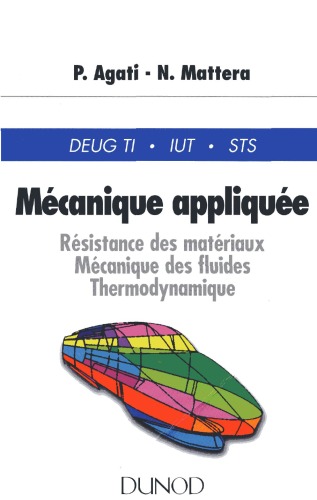 P. Agati - N. Mattera
DEUG TI • IUT • STS
Mécanique appliquée
Résistance des matériaux
Mécanique des fluides
Thermodynamique
DUNOD